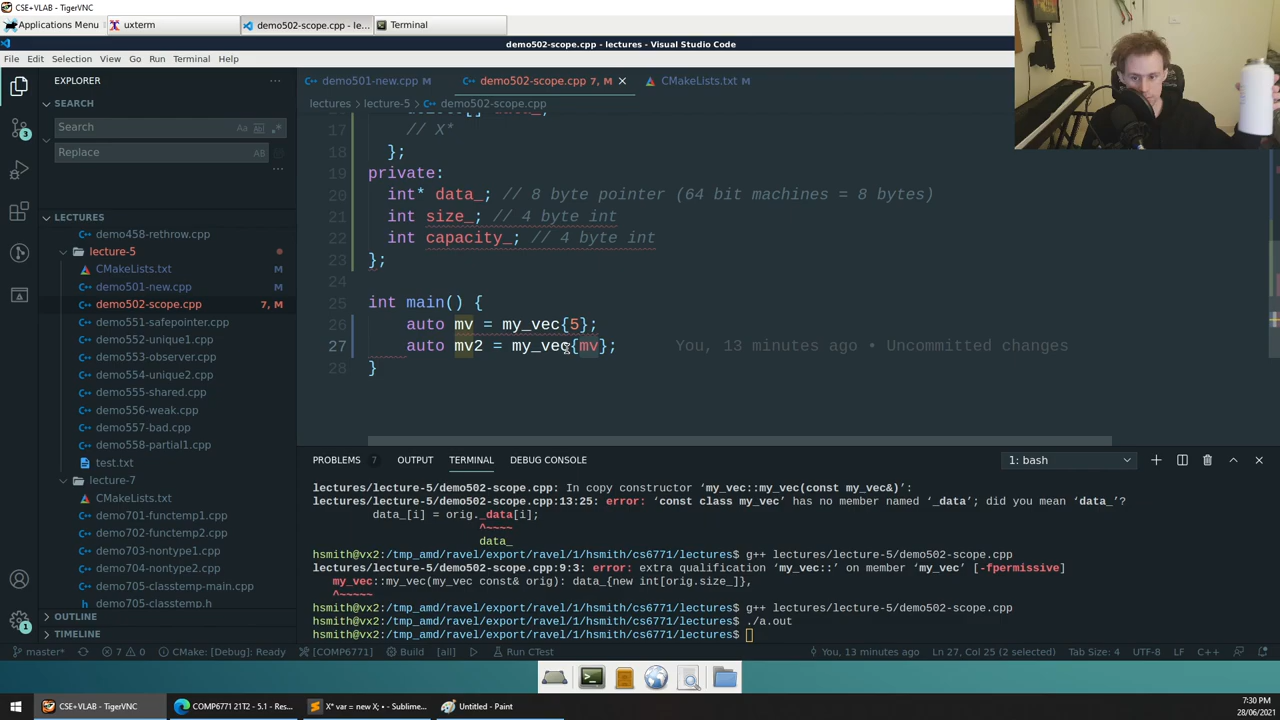 CSE+VLAB - TigerVNC
Applications Menu uxterm demo502-scope.cpp - lec... Terminal
demo502-scope.cpp - lectures - Visual Studio Code
File Edit Selection View Go Run Terminal Help
EXPLORER ... demo501-new.cpp M demo502-scope.cpp 7, M CMakeLists.txt M
SEARCH lectures > lecture-5 > demo502-scope.cpp > ...
Search Aa Ab
Replace AB
...
17 // X*
18 };
19 private:
20 int* data_; // 8 byte pointer (64 bit machines = 8 bytes)
21 int size_; // 4 byte int
22 int capacity_; // 4 byte int
23 };
24
25 int main() {
26 auto mv = my_vec{5};
27 auto mv2 = my_vec{mv}; You, 13 minutes ago • Uncommitted changes
28 }
LECTURES
demo458-rethrow.cpp
lecture-5
CMakeLists.txt M
demo501-new.cpp M
demo502-scope.cpp 7, M
demo551-safepointer.cpp
demo552-unique1.cpp
demo553-observer.cpp
demo554-unique2.cpp
demo555-shared.cpp
demo556-weak.cpp
demo557-bad.cpp
demo558-partial1.cpp
test.txt
lecture-7
CMakeLists.txt
demo701-functemp1.cpp
demo702-functemp2.cpp
demo703-nontype1.cpp
demo704-nontype2.cpp
demo705-classtemp-main.cpp
demo705-classtemp.h
OUTLINE
TIMELINE
PROBLEMS 7 OUTPUT TERMINAL DEBUG CONSOLE 1: bash
lectures/lecture-5/demo502-scope.cpp: In copy constructor ‘my_vec::my_vec(const my_vec&)’:
lectures/lecture-5/demo502-scope.cpp:13:25: error: ‘const class my_vec’ has no member named ‘_data’; did you mean ‘data_’?
data_[i] = orig._data[i];
^~~~~
data_
hsmith@vx2:/tmp_amd/ravel/export/ravel/1/hsmith/cs6771/lectures$ g++ lectures/lecture-5/demo502-scope.cpp
lectures/lecture-5/demo502-scope.cpp:9:3: error: extra qualification ‘my_vec::’ on member ‘my_vec’ [-fpermissive]
my_vec::my_vec(my_vec const& orig): data_{new int[orig.size_]},
^~~~~~
hsmith@vx2:/tmp_amd/ravel/export/ravel/1/hsmith/cs6771/lectures$ g++ lectures/lecture-5/demo502-scope.cpp
hsmith@vx2:/tmp_amd/ravel/export/ravel/1/hsmith/cs6771/lectures$ ./a.out
hsmith@vx2:/tmp_amd/ravel/export/ravel/1/hsmith/cs6771/lectures$
master* 7 0 CMake: [Debug]: Ready [COMP6771] Build [all] Run CTest You, 13 minutes ago Ln 27, Col 25 (2 selected) Tab Size: 4 UTF-8 LF C++
CSE+VLAB - TigerVNC COMP6771 21T2 - 5.1 - Res... X* var = new X; • - Sublime... Untitled - Paint
7:30 PM
28/06/2021